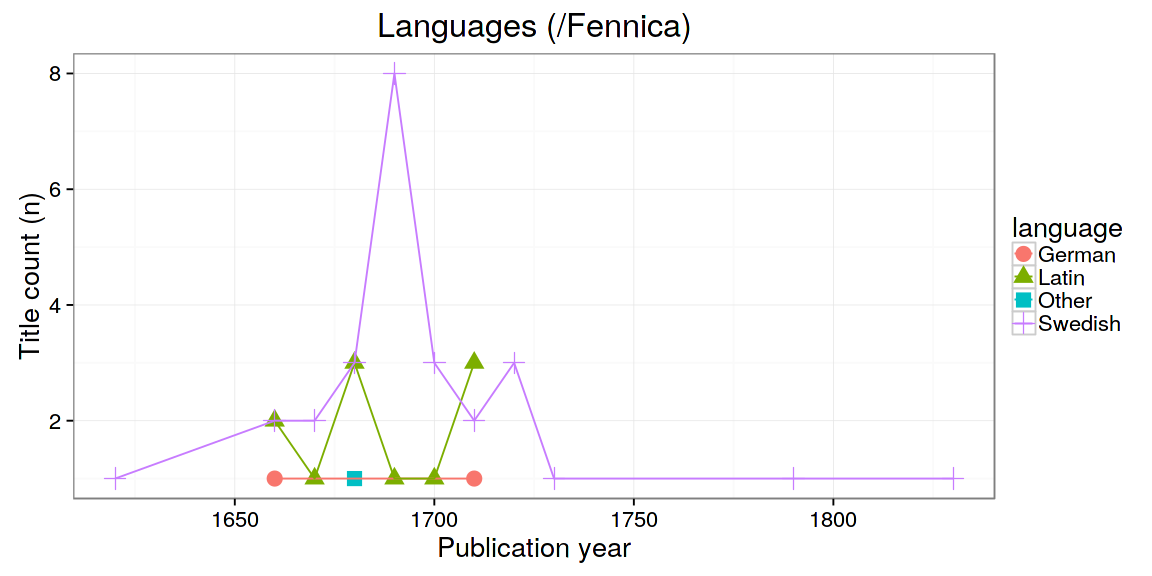 Languages (/Fennica)
Title count (n)
8
6
4
2
1650 1700 1750 1800
Publication year
language
German
Latin
Other
Swedish